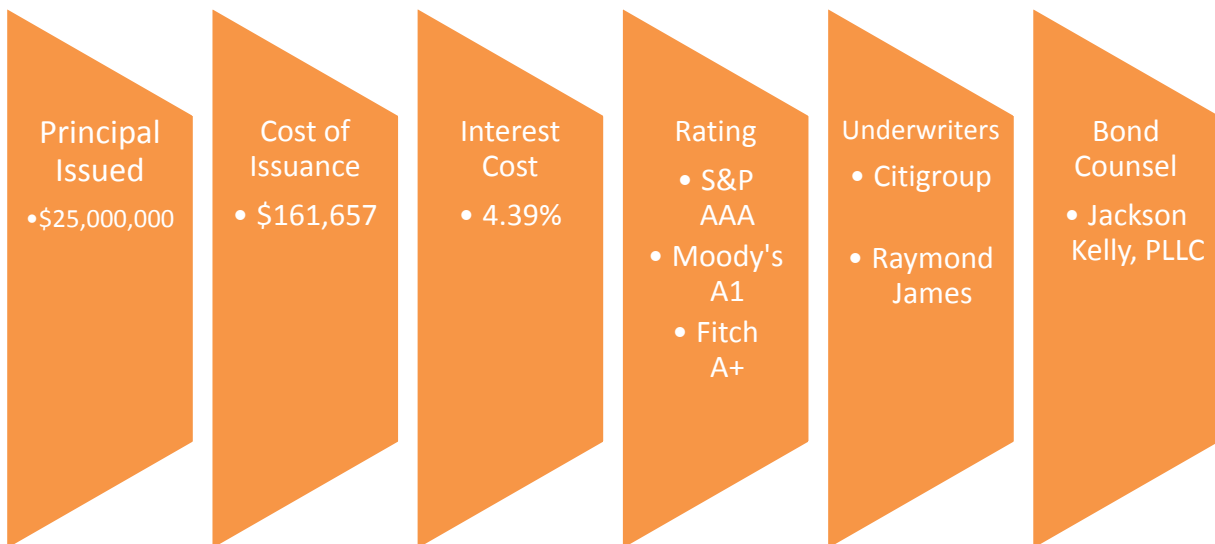 Principal
Issued
•$25,000,000
Cost of
Issuance
• $161,657
Interest
Cost
• 4.39%
Rating
• S&P
AAA
• Moody's
A1
• Fitch
A+
Underwriters
• Citigroup
• Raymond
James
Bond
Counsel
• Jackson
Kelly, PLLC